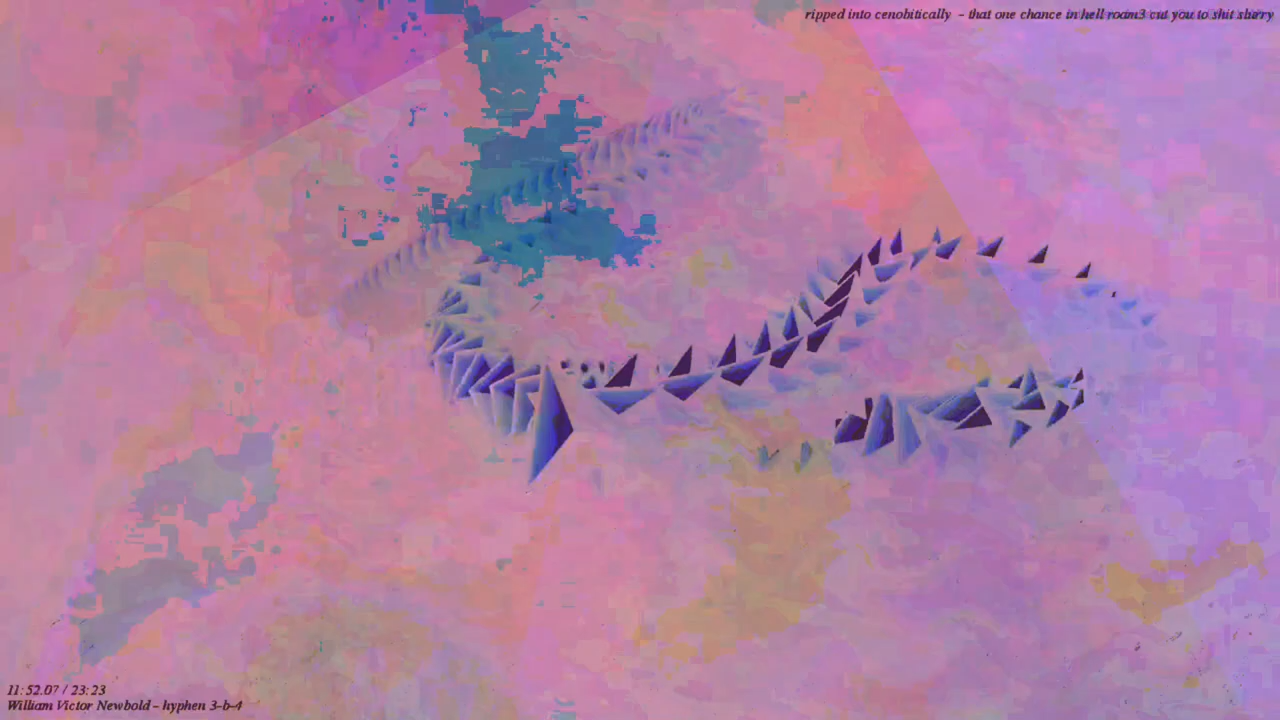 ripped into cenobitically - that one chance in hell roam3 cut you to shit slurry
11:52.07 / 23:23
William Victor Newbold - hyphen 3-b-4